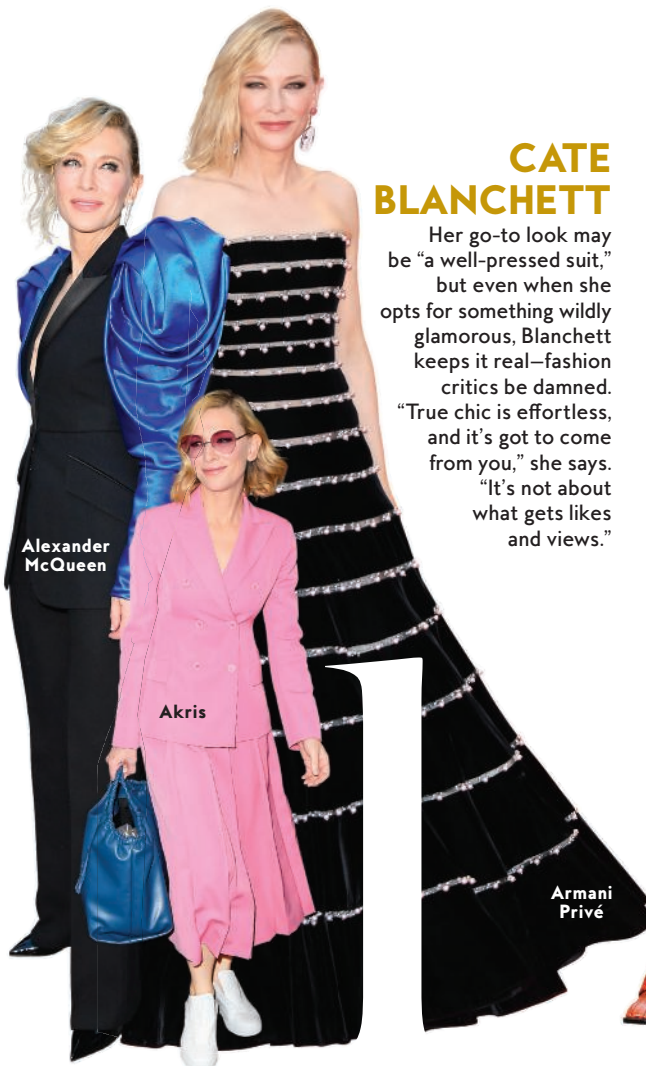 CATE
BLANCHETT
Her go-to look may
be “a well-pressed suit,”
but even when she
opts for something wildly
glamorous, Blanchett
keeps it real—fashion
critics be damned.
“True chic is effortless,
and it’s got to come
from you,” she says.
“It’s not about
what gets likes
and views.”
Alexander
McQueen
Akris
1
Armani
Privé